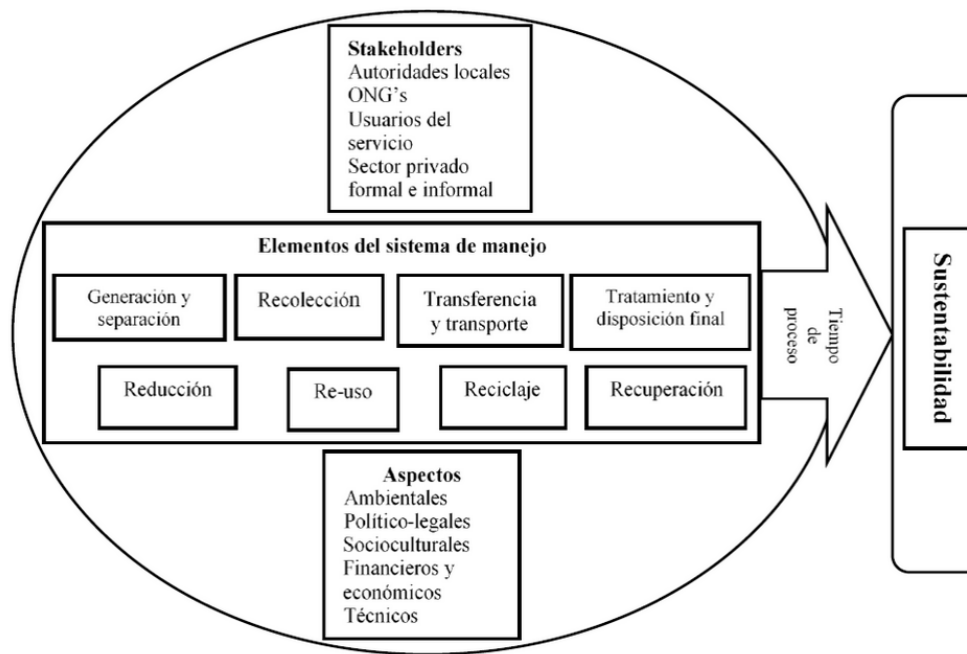 Stakeholders
Autoridades locales
ONG's
Usuarios del
servicio
Sector privado
formal e informal
Elementos del sistema de manejo
Generación y
separación
Recolección
Transferencia
y transporte
Tratamiento y
disposición final
Reducción
Re-uso
Reciclaje
Recuperación
Aspectos
Ambientales
Político-legales
Socioculturales
Financieros y
económicos
Técnicos
Tiempo
de
proceso
Sustentabilidad